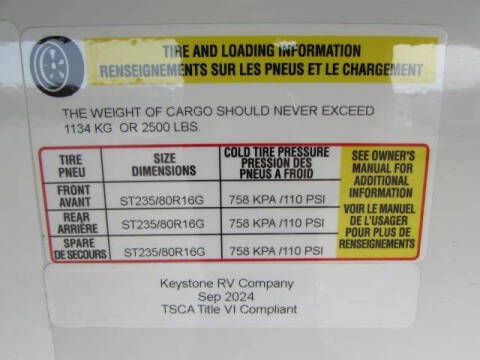 TIRE AND LOADING INFORMATION
RENSEIGNEMENTS SUR LES PNEUS ET LE CHARGEMENT
THE WEIGHT OF CARGO SHOULD NEVER EXCEED
1134 KG OR 2500 LBS.
TIRE
PNEU
SIZE
DIMENSIONS
COLD TIRE PRESSURE
PRESSION DES
PNEUS A FROID
FRONT
AVANT
ST235/80R16G
758 KPA /110 PSI
REAR
ARRIÈRE
ST235/80R16G
758 KPA /110 PSI
SPARE
DE SECOURS
ST235/80R16G
758 KPA /110 PSI
SEE OWNER'S
MANUAL FOR
ADDITIONAL
INFORMATION
VOIR LE MANUEL
DE L'USAGER
POUR PLUS DE
RENSEIGNEMENTS
Keystone RV Company
Sep 2024
TSCA Title VI Compliant